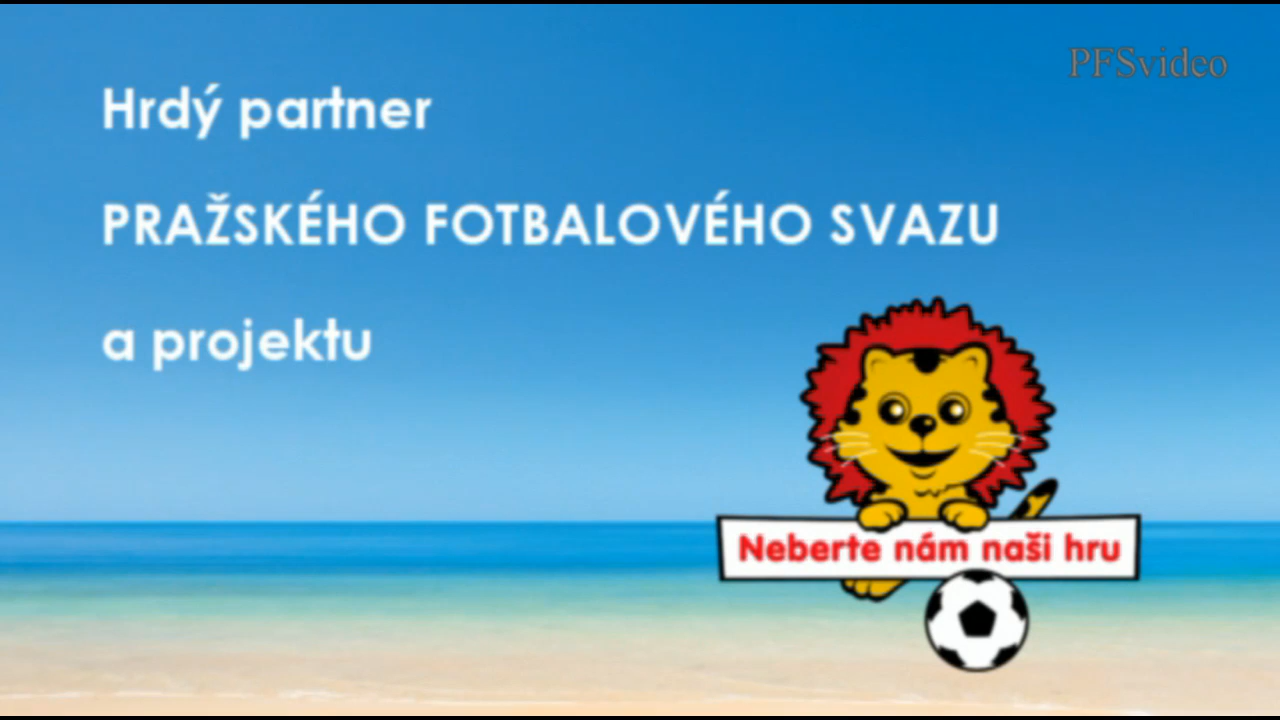 PFSvideo
Hrdý partner
PRAŽSKÉHO FOTBALOVÉHO SVAZU
a projektu
Neberte nám naši hru